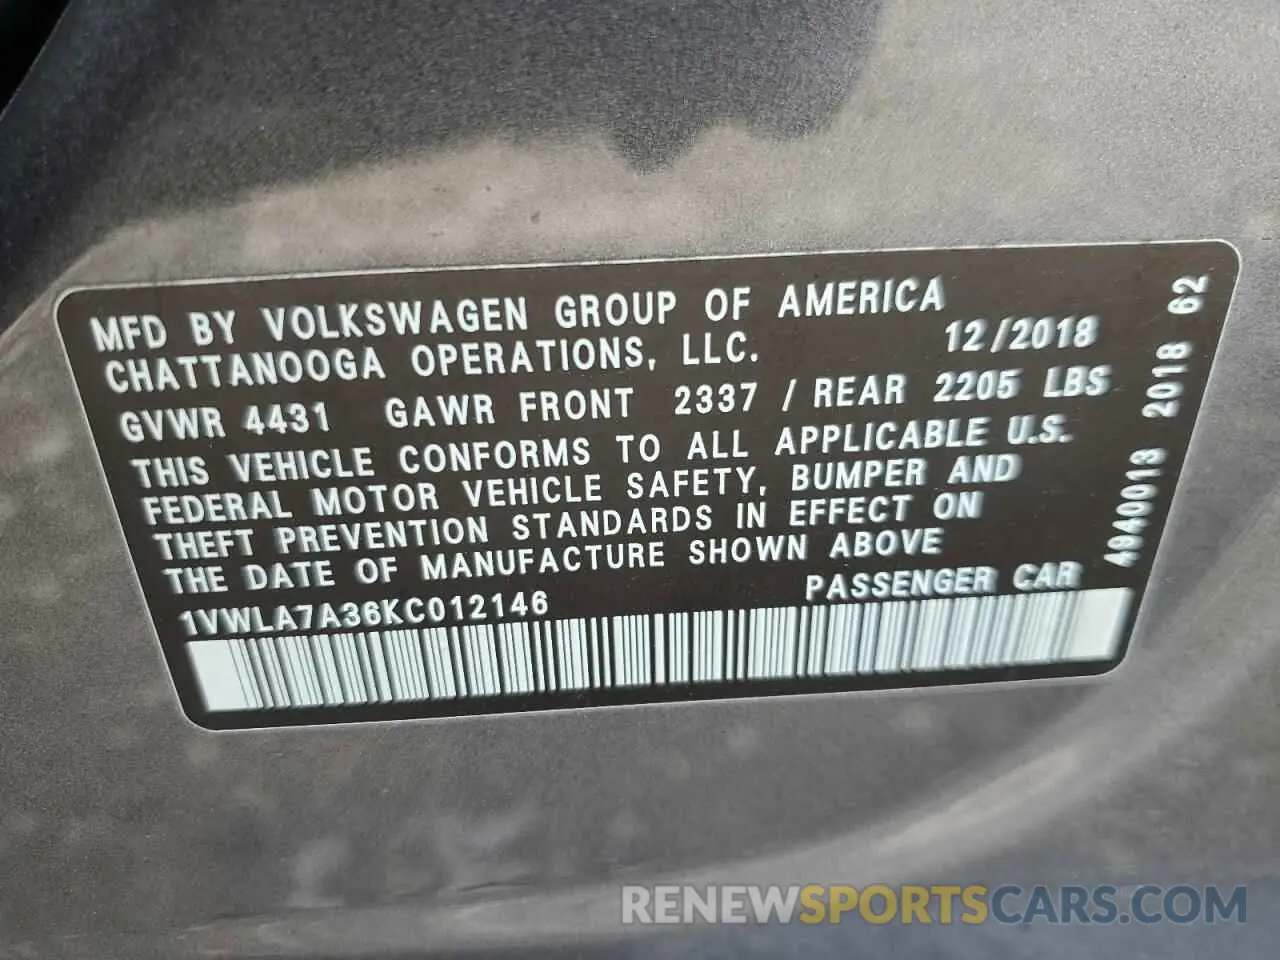 MFD BY VOLKSWAGEN GROUP OF AMERICA
CHATTANOOGA OPERATIONS, LLC. 12/2018
GVWR 4431 GAWR FRONT 2337 / REAR 2205 LBS
THIS VEHICLE CONFORMS TO ALL APPLICABLE U.S.
FEDERAL MOTOR VEHICLE SAFETY, BUMPER AND
THEFT PREVENTION STANDARDS IN EFFECT ON
THE DATE OF MANUFACTURE SHOWN ABOVE
1VWLA7A36KC012146 PASSENGER CAR
4940013 2018 62
RENEWSPORTSCARS.COM